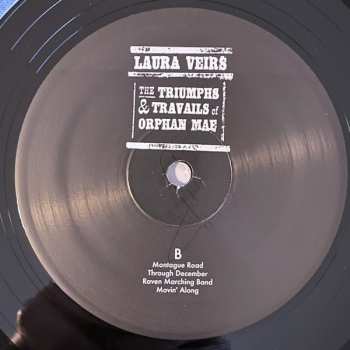 LAURA VEIRS
THE TRIUMPHS
& TRAVAILS of
ORPHAN MAE
B
Montague Road
Through December
Raven Marching Band
Movin' Along